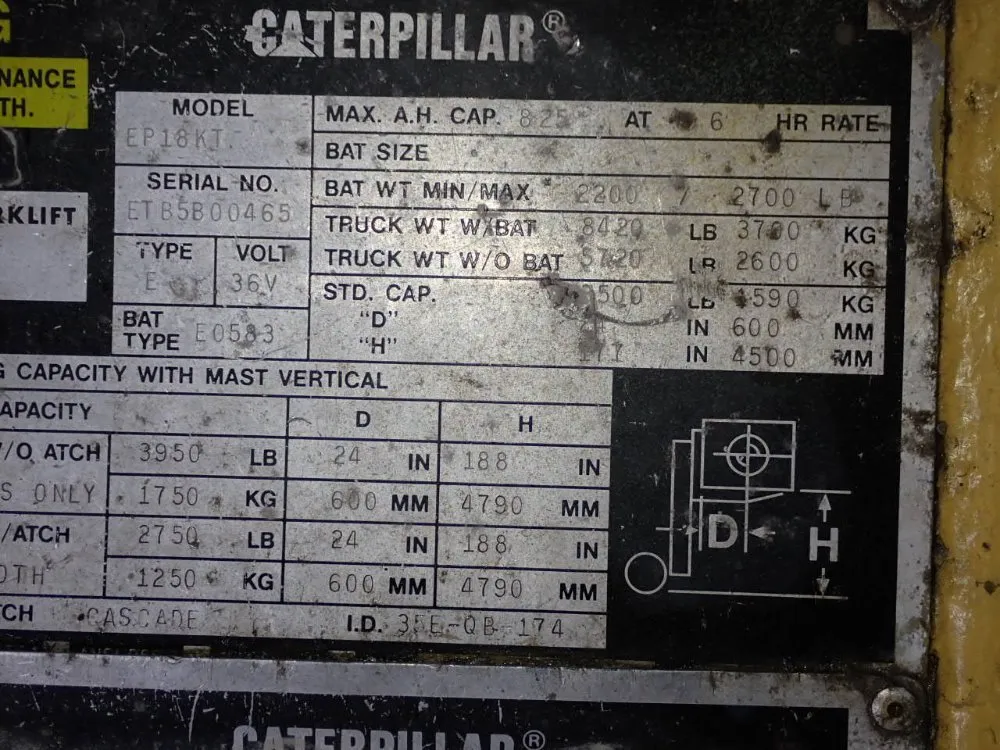 G
CATERPILLAR®
NANCE
TH.
MODEL
EP18KT
MAX. A.H. CAP. 825 AT 6 HR RATE
BAT SIZE
SERIAL NO.
ETB5B00465
BAT WT MIN/MAX 2200 / 2700 LB
RKLIFT
TRUCK WT W/BAT 8420 LB 3700 KG
TYPE VOLT
E 36V
TRUCK WT W/O BAT 5720 LB 2600 KG
STD. CAP. LB KG
"D" IN 600 MM
"H" IN 4500 MM
BAT
TYPE E0583
G CAPACITY WITH MAST VERTICAL
APACITY D H
/O ATCH 3950 LB 24 IN 188 IN
S ONLY 1750 KG 600 MM 4790 MM
/ATCH 2750 LB 24 IN 188 IN
OTH 1250 KG 600 MM 4790 MM
TCH CASCADE I.D. 35E-QB-174
D
H
CATERPILLAR®